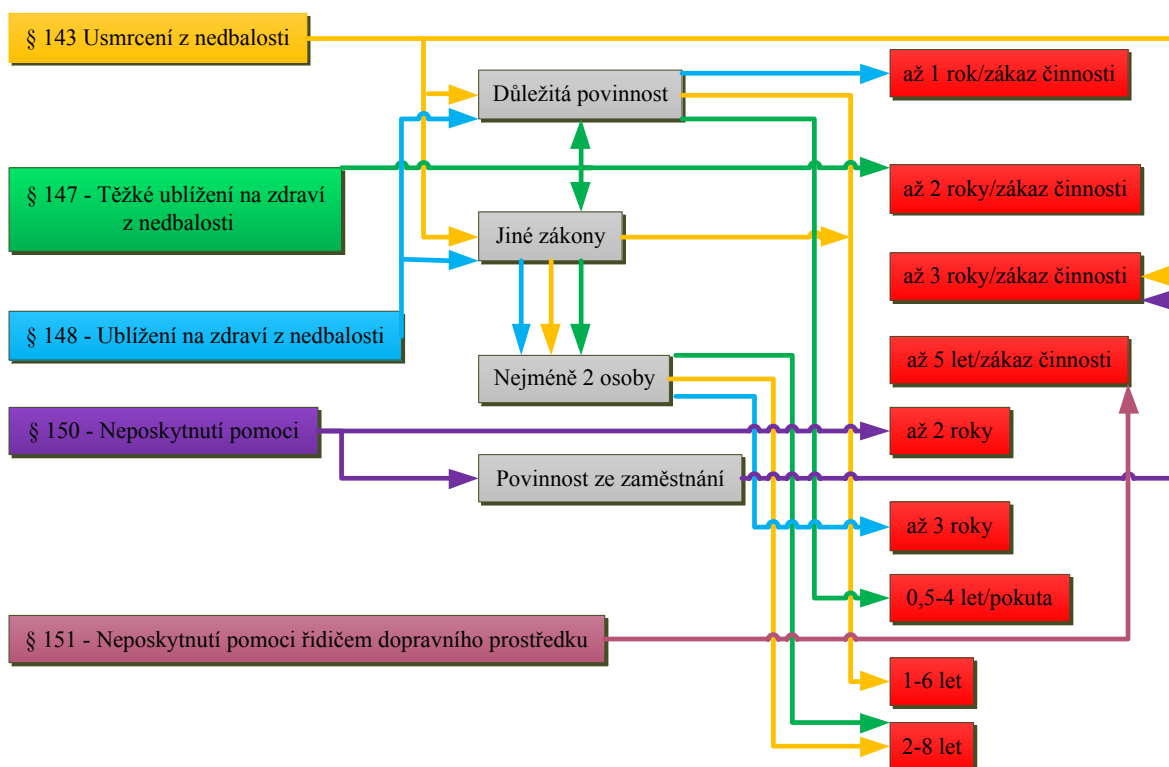 § 143 Usmrcení z nedbalosti
§ 147 - Těžké ublížení na zdraví
z nedbalosti
§ 148 - Ublížení na zdraví z nedbalosti
§ 150 - Neposkytnutí pomoci
§ 151 - Neposkytnutí pomoci řidičem dopravního prostředku
Důležitá povinnost
Jiné zákony
Nejméně 2 osoby
Povinnost ze zaměstnání
až 1 rok/zákaz činnosti
až 2 roky/zákaz činnosti
až 3 roky/zákaz činnosti
až 5 let/zákaz činnosti
až 2 roky
až 3 roky
0,5-4 let/pokuta
1-6 let
2-8 let